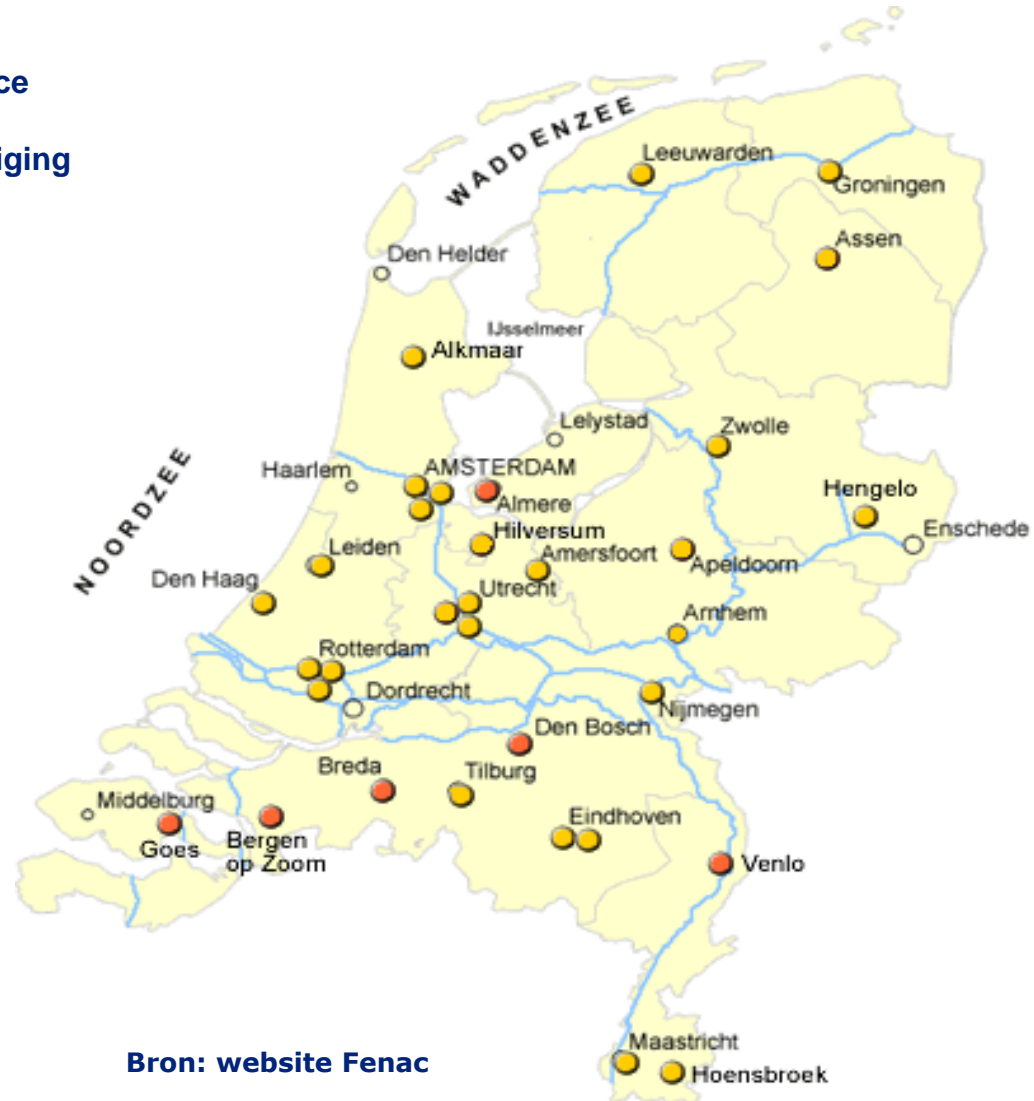 ce
iging
WADDENZEE
Leeuwarden
Groningen
Assen
Den Helder
IJsselmeer
Alkmaar
Lelystad
Zwolle
NOORDZEE
Haarlem
AMSTERDAM
Almere
Hengelo
Enschede
Hilversum
Leiden
Amersfoort
Apeldoorn
Den Haag
Utrecht
Arnhem
Rotterdam
Dordrecht
Nijmegen
Den Bosch
Breda
Tilburg
Middelburg
Eindhoven
Goes
Bergen
op Zoom
Venlo
Maastricht
Hoensbroek
Bron: website Fenac